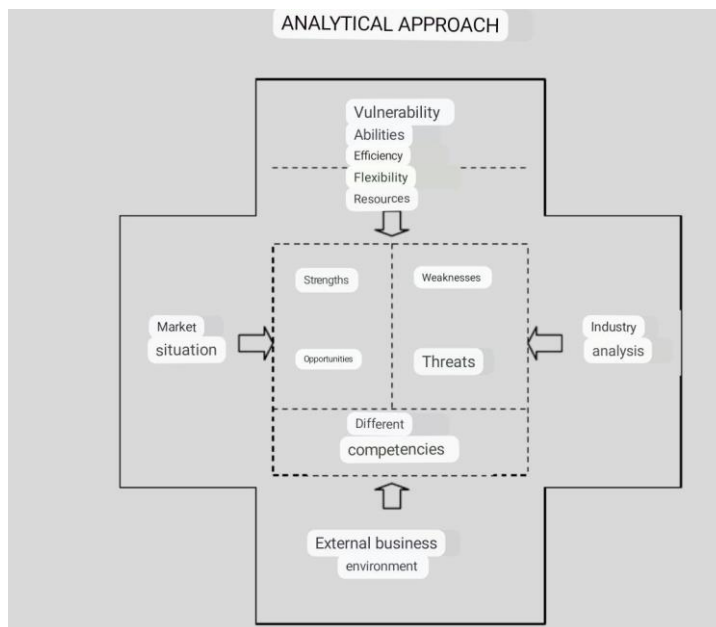 ANALYTICAL APPROACH
Vulnerability
Abilities
Efficiency
Flexibility
Resources
Strengths
Weaknesses
Market
situation
Industry
analysis
Opportunities
Threats
Different
competencies
External business
environment